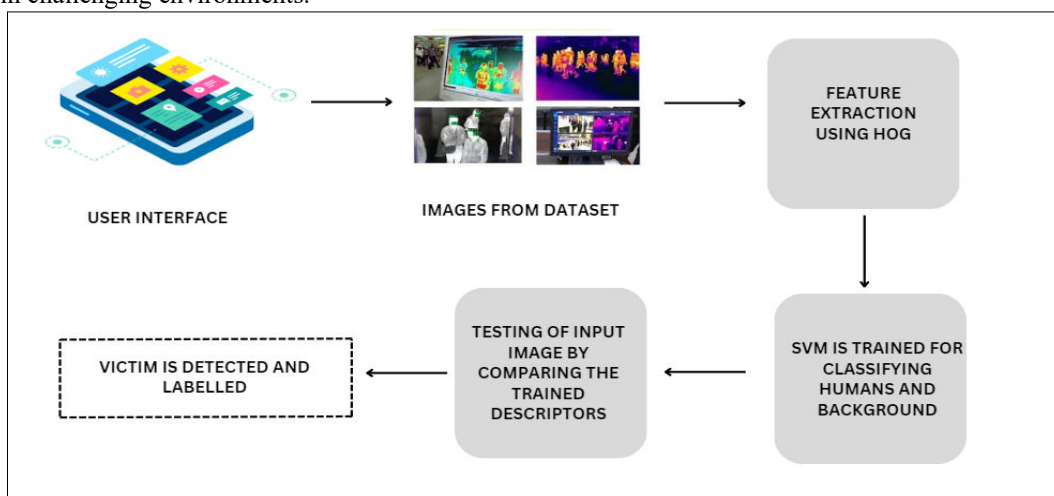 in challenging environments.
USER INTERFACE
IMAGES FROM DATASET
FEATURE
EXTRACTION
USING HOG
SVM IS TRAINED FOR
CLASSIFYING
HUMANS AND
BACKGROUND
TESTING OF INPUT
IMAGE BY
COMPARING THE
TRAINED
DESCRIPTORS
VICTIM IS DETECTED AND
LABELLED